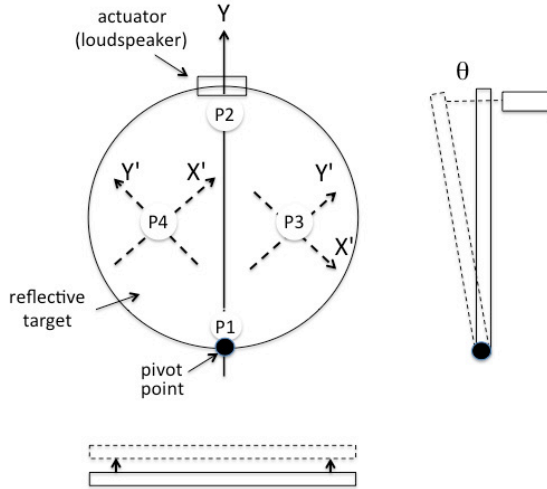 actuator
(loudspeaker)
Y
θ
P2
Y'
X'
Y'
P4
P3
X'
reflective
target
P1
pivot
point